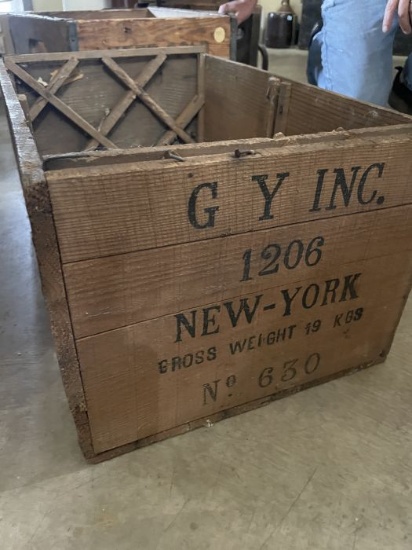 G Y INC.
1206
NEW-YORK
GROSS WEIGHT 19 KGS
Nº 630